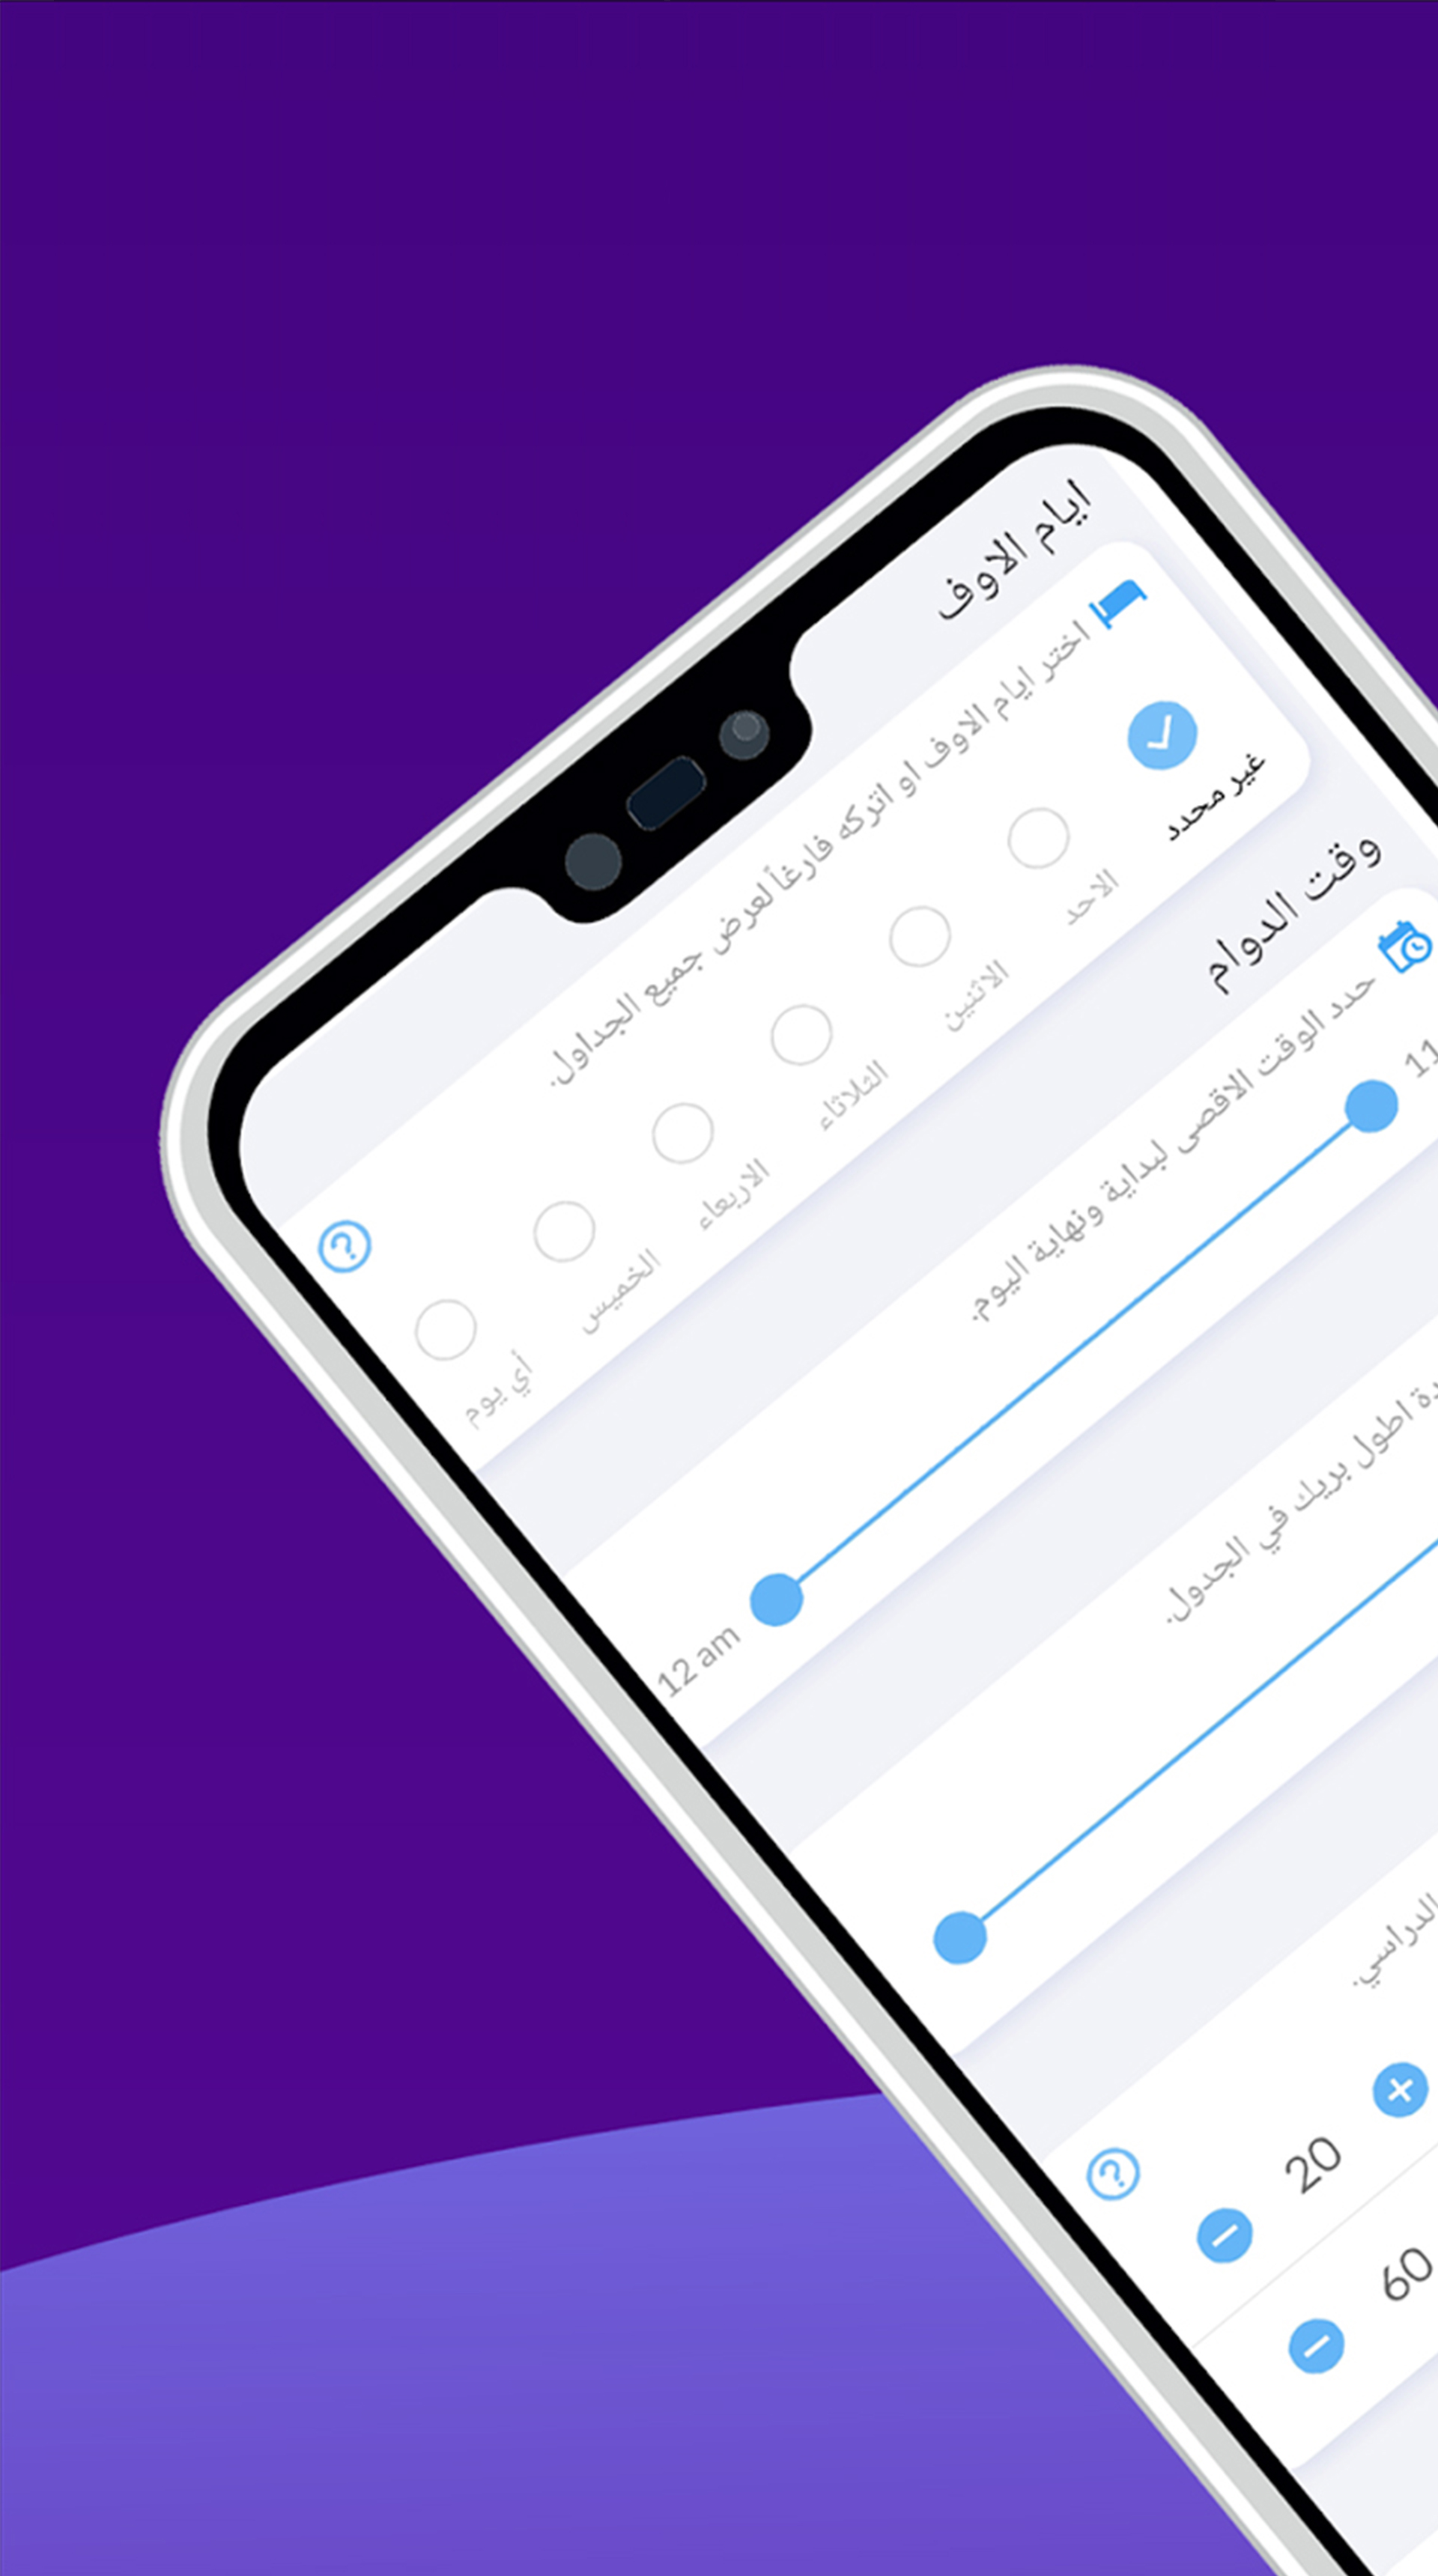 ايام الاوف
اختر ايام الاوف او اتركه فارغاً لعرض جميع الجداول.
غير محدد
الاحد
الاثنين
الثلاثاء
الاربعاء
الخميس
أي يوم
وقت الدوام
حدد الوقت الاقصى لبداية ونهاية اليوم.
11
12 am
اطول بريك في الجدول.
الدراسي.
20
60